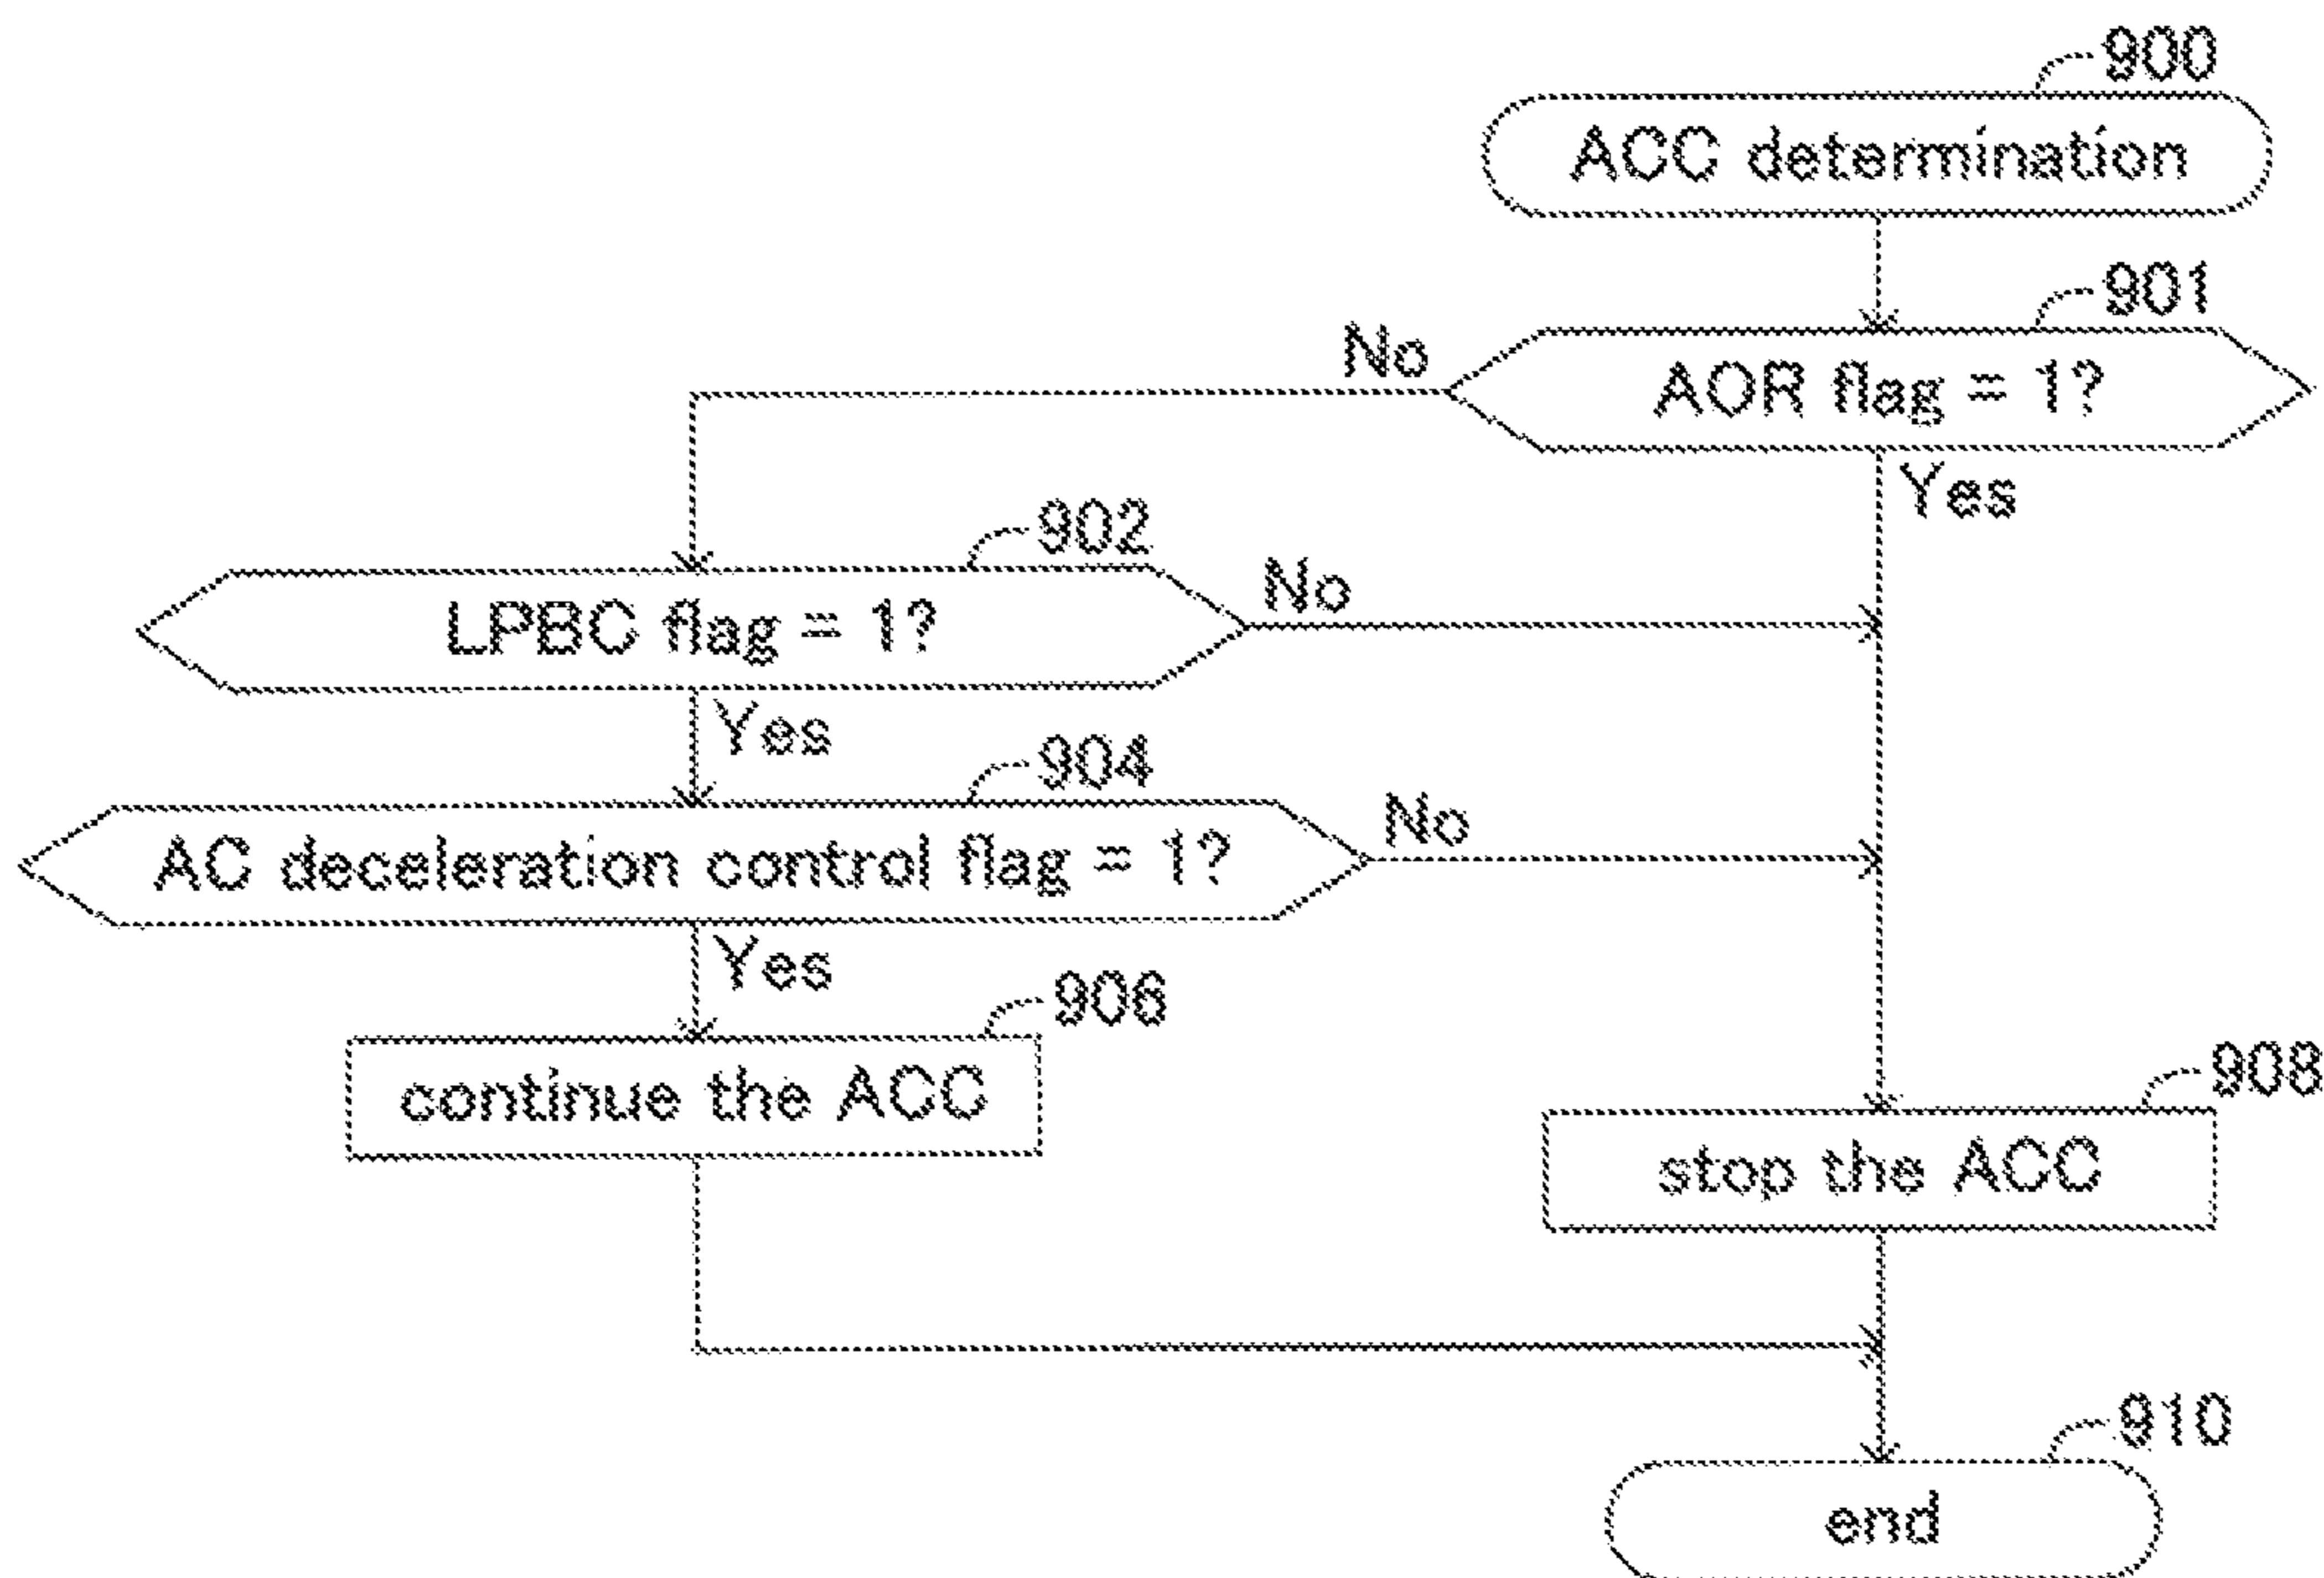 900
ACC determination
901
AOR flag = 1?
No
Yes
902
LPBC flag = 1?
No
Yes
904
AC deceleration control flag = 1?
No
Yes
906
continue the ACC
908
stop the ACC
910
end